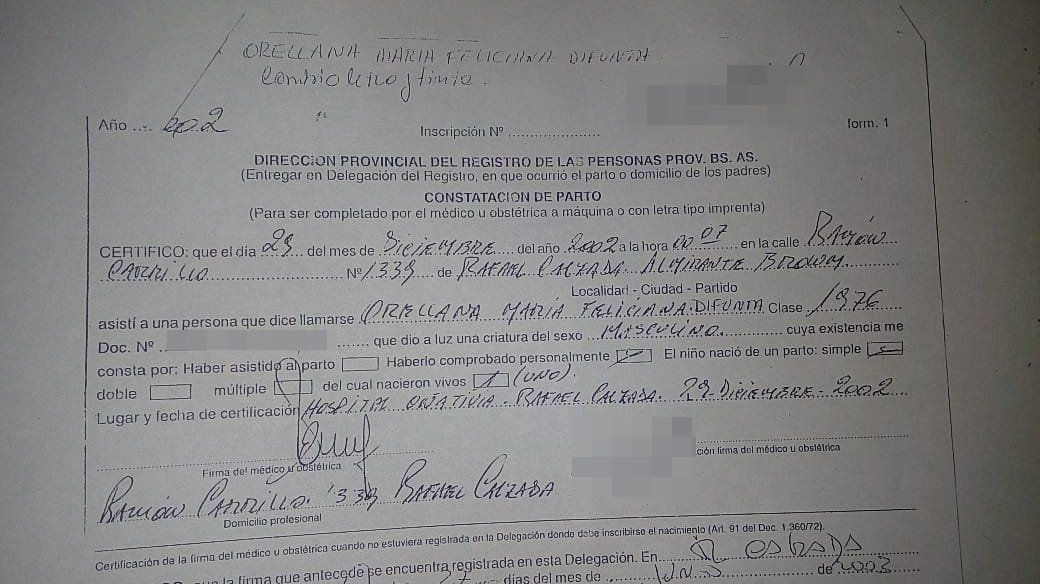 ORELLANA MARIA FELICIANA DIFUNTA.
Año .... 2002
Inscripción Nº ......................
form. 1
DIRECCION PROVINCIAL DEL REGISTRO DE LAS PERSONAS PROV. BS. AS.
(Entregar en Delegación del Registro, en que ocurrió el parto o domicilio de los padres)
CONSTATACION DE PARTO
(Para ser completado por el médico u obstétrica a máquina o con letra tipo imprenta)
CERTIFICO: que el día 29 del mes de DICIEMBRE del año 2002 a la hora 00 07 en la calle RAMÓN
CARRILLO Nº 1339 de RAFAEL CALZADA. ALMIRANTE BROWN
Localidad - Ciudad - Partido
asistí a una persona que dice llamarse ORELLANA MARÍA FELICIANA. DIFUNTA Clase 1976
Doc. Nº ........ que dio a luz una criatura del sexo MASCULINO cuya existencia me
consta por: Haber asistido al parto Haberlo comprobado personalmente El niño nació de un parto: simple
doble múltiple del cual nacieron vivos 1 (UNO).
Lugar y fecha de certificación HOSPITAL OÑATIVIA. RAFAEL CALZADA. 29-DICIEMBRE-2002
Firma del médico u obstétrica
ción firma del médico u obstétrica
RAMÓN CARRILLO. 1339 RAFAEL CALZADA
Domicilio profesional
Certificación de la firma del médico u obstétrica cuando no estuviera registrada en la Delegación donde debe inscribirse el nacimiento (Art. 91 del Dec. 1.360/72).
que la firma que antecede se encuentra registrada en esta Delegación. En
días del mes de JUNIO de 2003